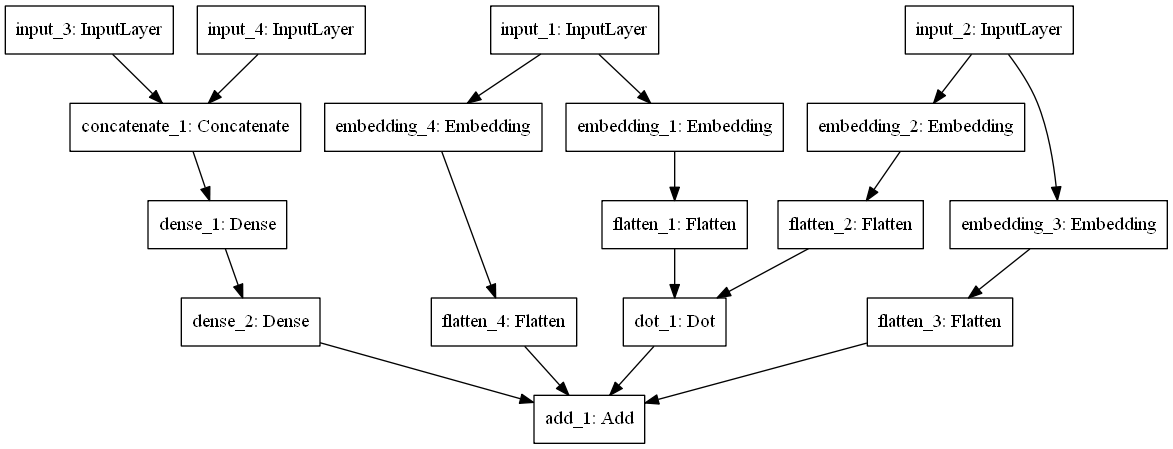 input_3: InputLayer
input_4: InputLayer
input_1: InputLayer
input_2: InputLayer
concatenate_1: Concatenate
embedding_4: Embedding
embedding_1: Embedding
embedding_2: Embedding
dense_1: Dense
flatten_1: Flatten
flatten_2: Flatten
embedding_3: Embedding
dense_2: Dense
flatten_4: Flatten
dot_1: Dot
flatten_3: Flatten
add_1: Add